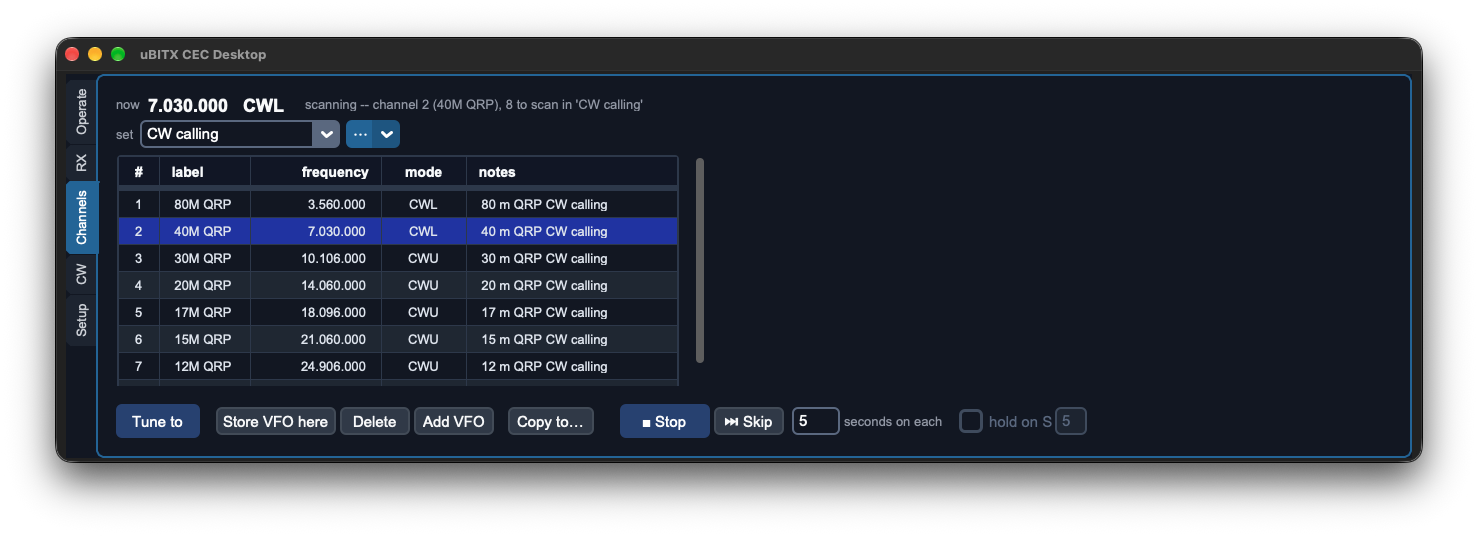 uBITX CEC Desktop
Operate
RX
Channels
CW
Setup
now 7.030.000 CWL scanning -- channel 2 (40M QRP), 8 to scan in 'CW calling'
set CW calling ...
# label frequency mode notes
1 80M QRP 3.560.000 CWL 80 m QRP CW calling
2 40M QRP 7.030.000 CWL 40 m QRP CW calling
3 30M QRP 10.106.000 CWU 30 m QRP CW calling
4 20M QRP 14.060.000 CWU 20 m QRP CW calling
5 17M QRP 18.096.000 CWU 17 m QRP CW calling
6 15M QRP 21.060.000 CWU 15 m QRP CW calling
7 12M QRP 24.906.000 CWU 12 m QRP CW calling
Tune to Store VFO here Delete Add VFO Copy to... ■ Stop ⏭ Skip 5 seconds on each hold on S 5